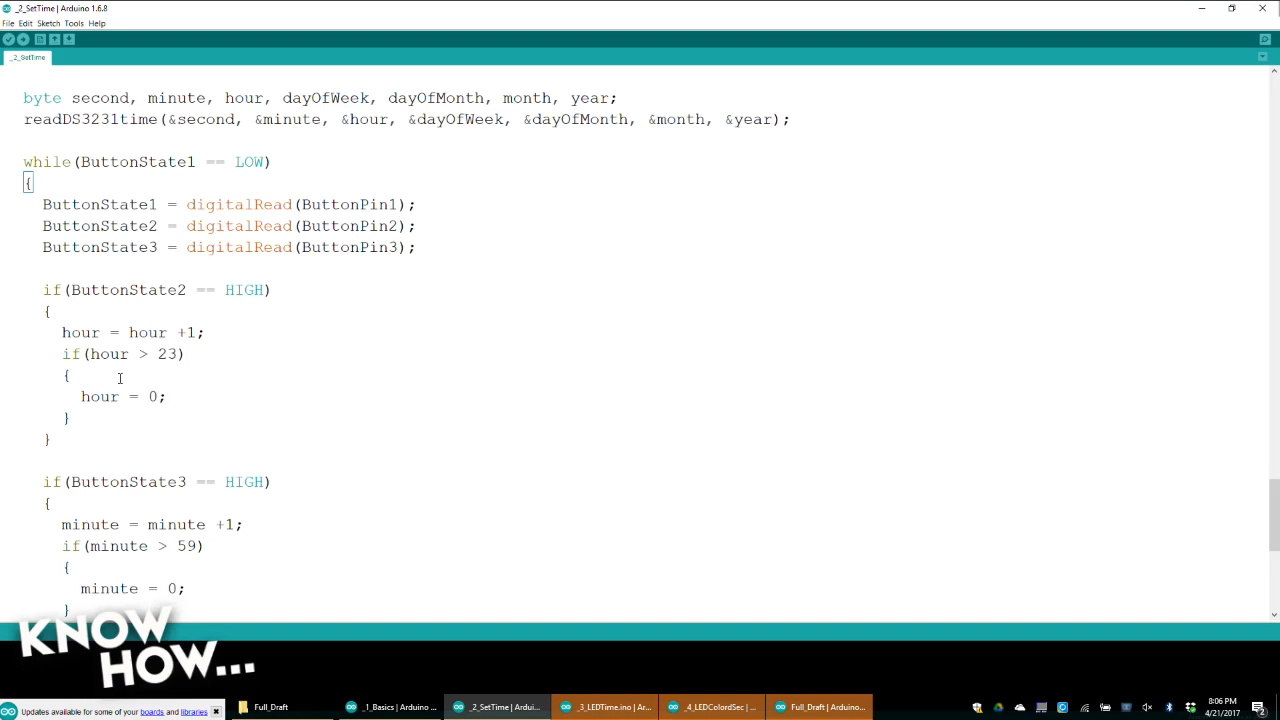 _2_SetTime | Arduino 1.6.8
File Edit Sketch Tools Help
_2_SetTime
byte second, minute, hour, dayOfWeek, dayOfMonth, month, year;
readDS3231time(&second, &minute, &hour, &dayOfWeek, &dayOfMonth, &month, &year);
while(ButtonState1 == LOW)
{
ButtonState1 = digitalRead(ButtonPin1);
ButtonState2 = digitalRead(ButtonPin2);
ButtonState3 = digitalRead(ButtonPin3);
if(ButtonState2 == HIGH)
{
hour = hour +1;
if(hour > 23)
{
hour = 0;
}
}
if(ButtonState3 == HIGH)
{
minute = minute +1;
if(minute > 59)
{
minute = 0;
}
KNOW
HOW...
Updates available for some of your boards and libraries
Full_Draft
_1_Basics | Arduino ...
_2_SetTime | Ardui...
_3_LEDTime.ino | Ar...
_4_LEDColordSec | ...
Full_Draft | Arduino...
8:06 PM
4/21/2017